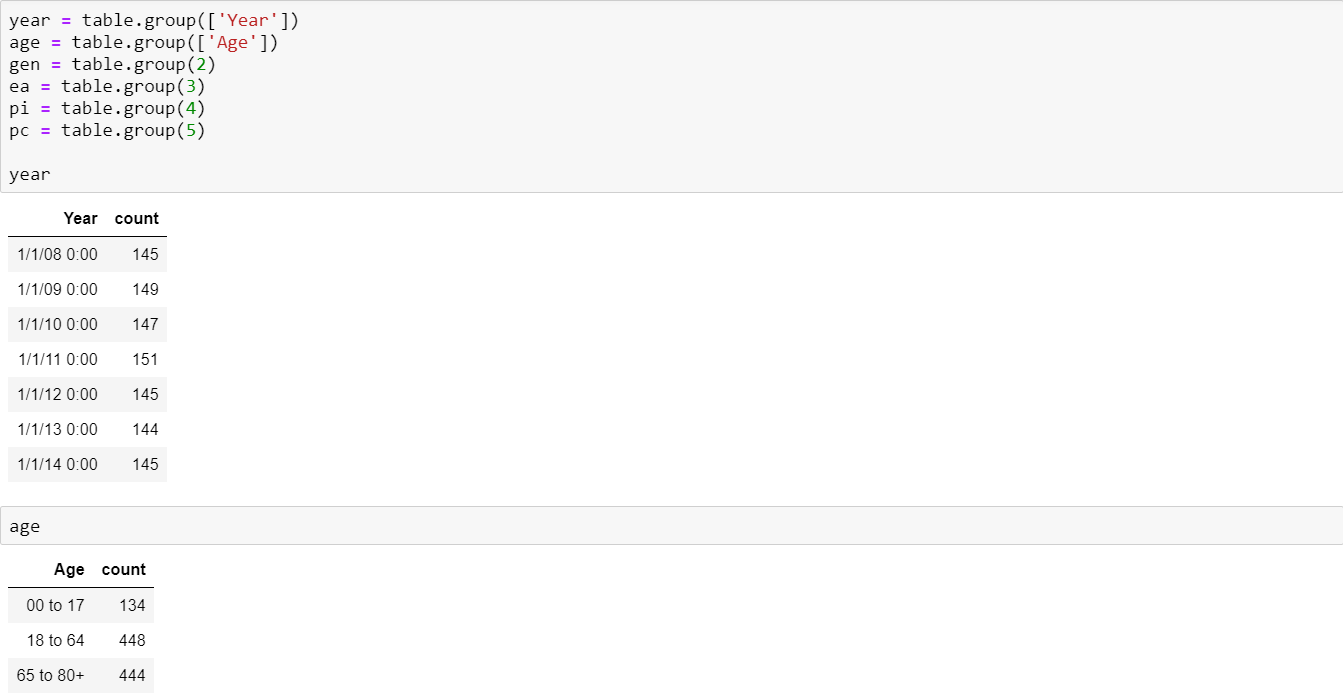 year = table.group(['Year'])
age = table.group(['Age'])
gen = table.group(2)
ea = table.group(3)
pi = table.group(4)
pc = table.group(5)
year
Year count
1/1/08 0:00 145
1/1/09 0:00 149
1/1/10 0:00 147
1/1/11 0:00 151
1/1/12 0:00 145
1/1/13 0:00 144
1/1/14 0:00 145
age
Age count
00 to 17 134
18 to 64 448
65 to 80+ 444